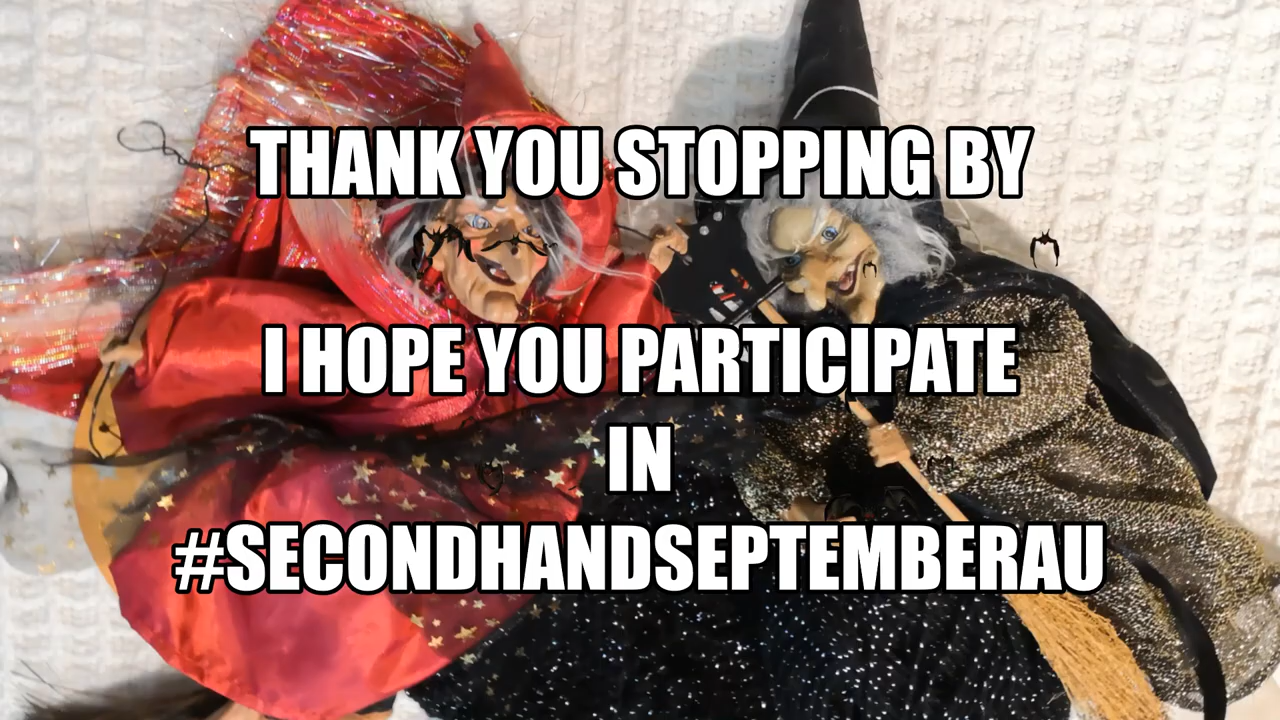 THANK YOU STOPPING BY
I HOPE YOU PARTICIPATE
IN
#SECONDHANDSEPTEMBERAU